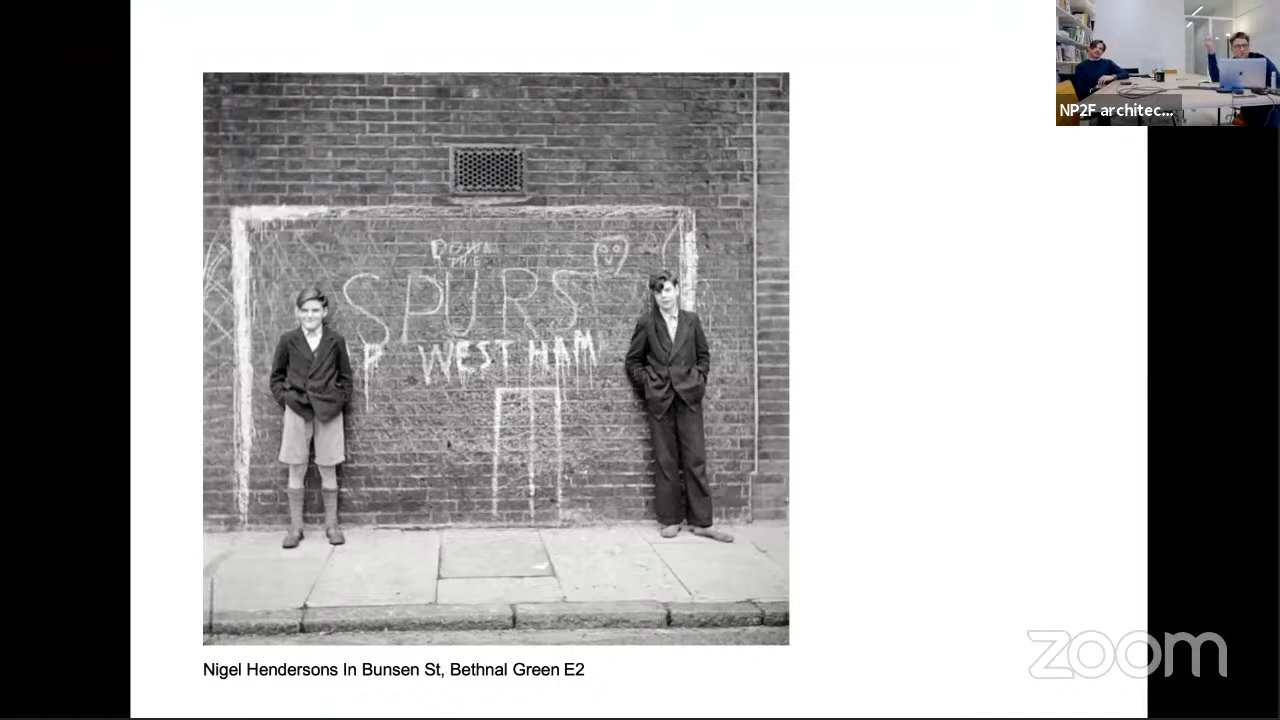 NP2F architec...
DOWN
THE
SPURS
P WEST HAM
Nigel Hendersons In Bunsen St, Bethnal Green E2
zoom